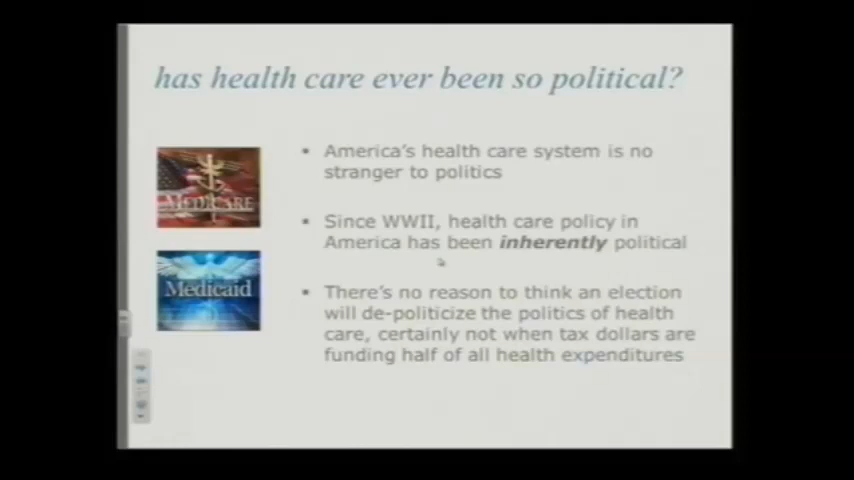 has health care ever been so political?
MEDICARE
Medicaid
▪ America's health care system is no
stranger to politics
▪ Since WWII, health care policy in
America has been inherently political
▪ There's no reason to think an election
will de-politicize the politics of health
care, certainly not when tax dollars are
funding half of all health expenditures